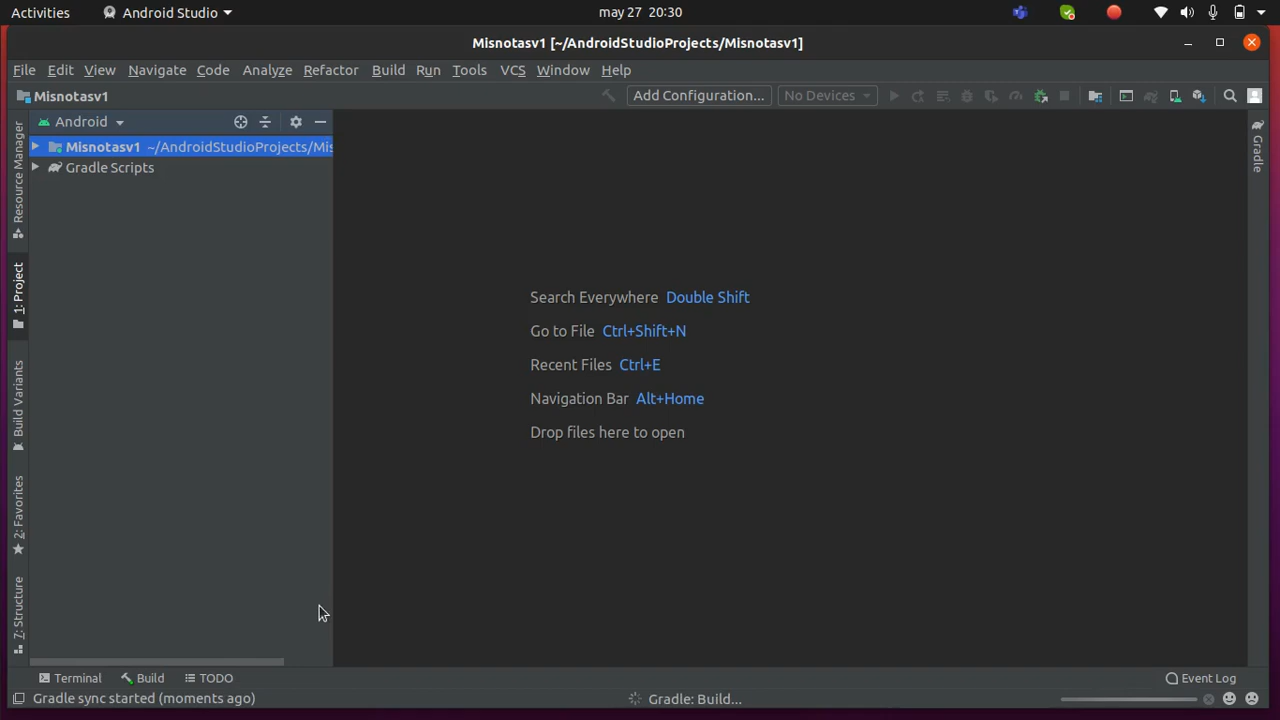 Activities Android Studio may 27 20:30
Misnotasv1 [~/AndroidStudioProjects/Misnotasv1]
File Edit View Navigate Code Analyze Refactor Build Run Tools VCS Window Help
Misnotasv1 Add Configuration... No Devices
Android
Misnotasv1 ~/AndroidStudioProjects/Mis
Gradle Scripts
Resource Manager
1: Project
Build Variants
2: Favorites
7: Structure
Gradle
Search Everywhere Double Shift
Go to File Ctrl+Shift+N
Recent Files Ctrl+E
Navigation Bar Alt+Home
Drop files here to open
Terminal Build TODO Event Log
Gradle sync started (moments ago) Gradle: Build...